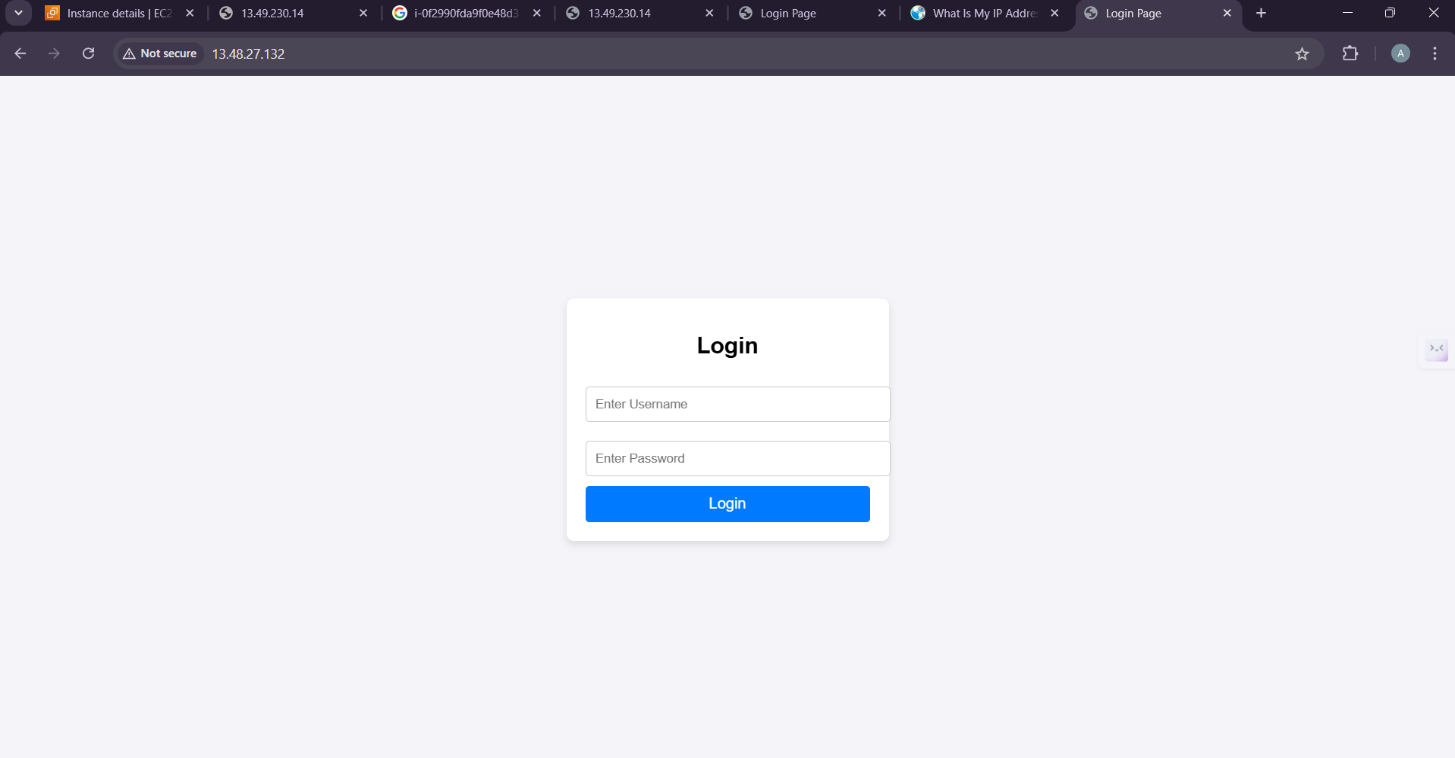 Instance details | EC2
13.49.230.14
i-0f2990fda9f0e48d3
13.49.230.14
Login Page
What Is My IP Addre
Login Page
Not secure
13.48.27.132
A
Login
Enter Username
Enter Password
Login